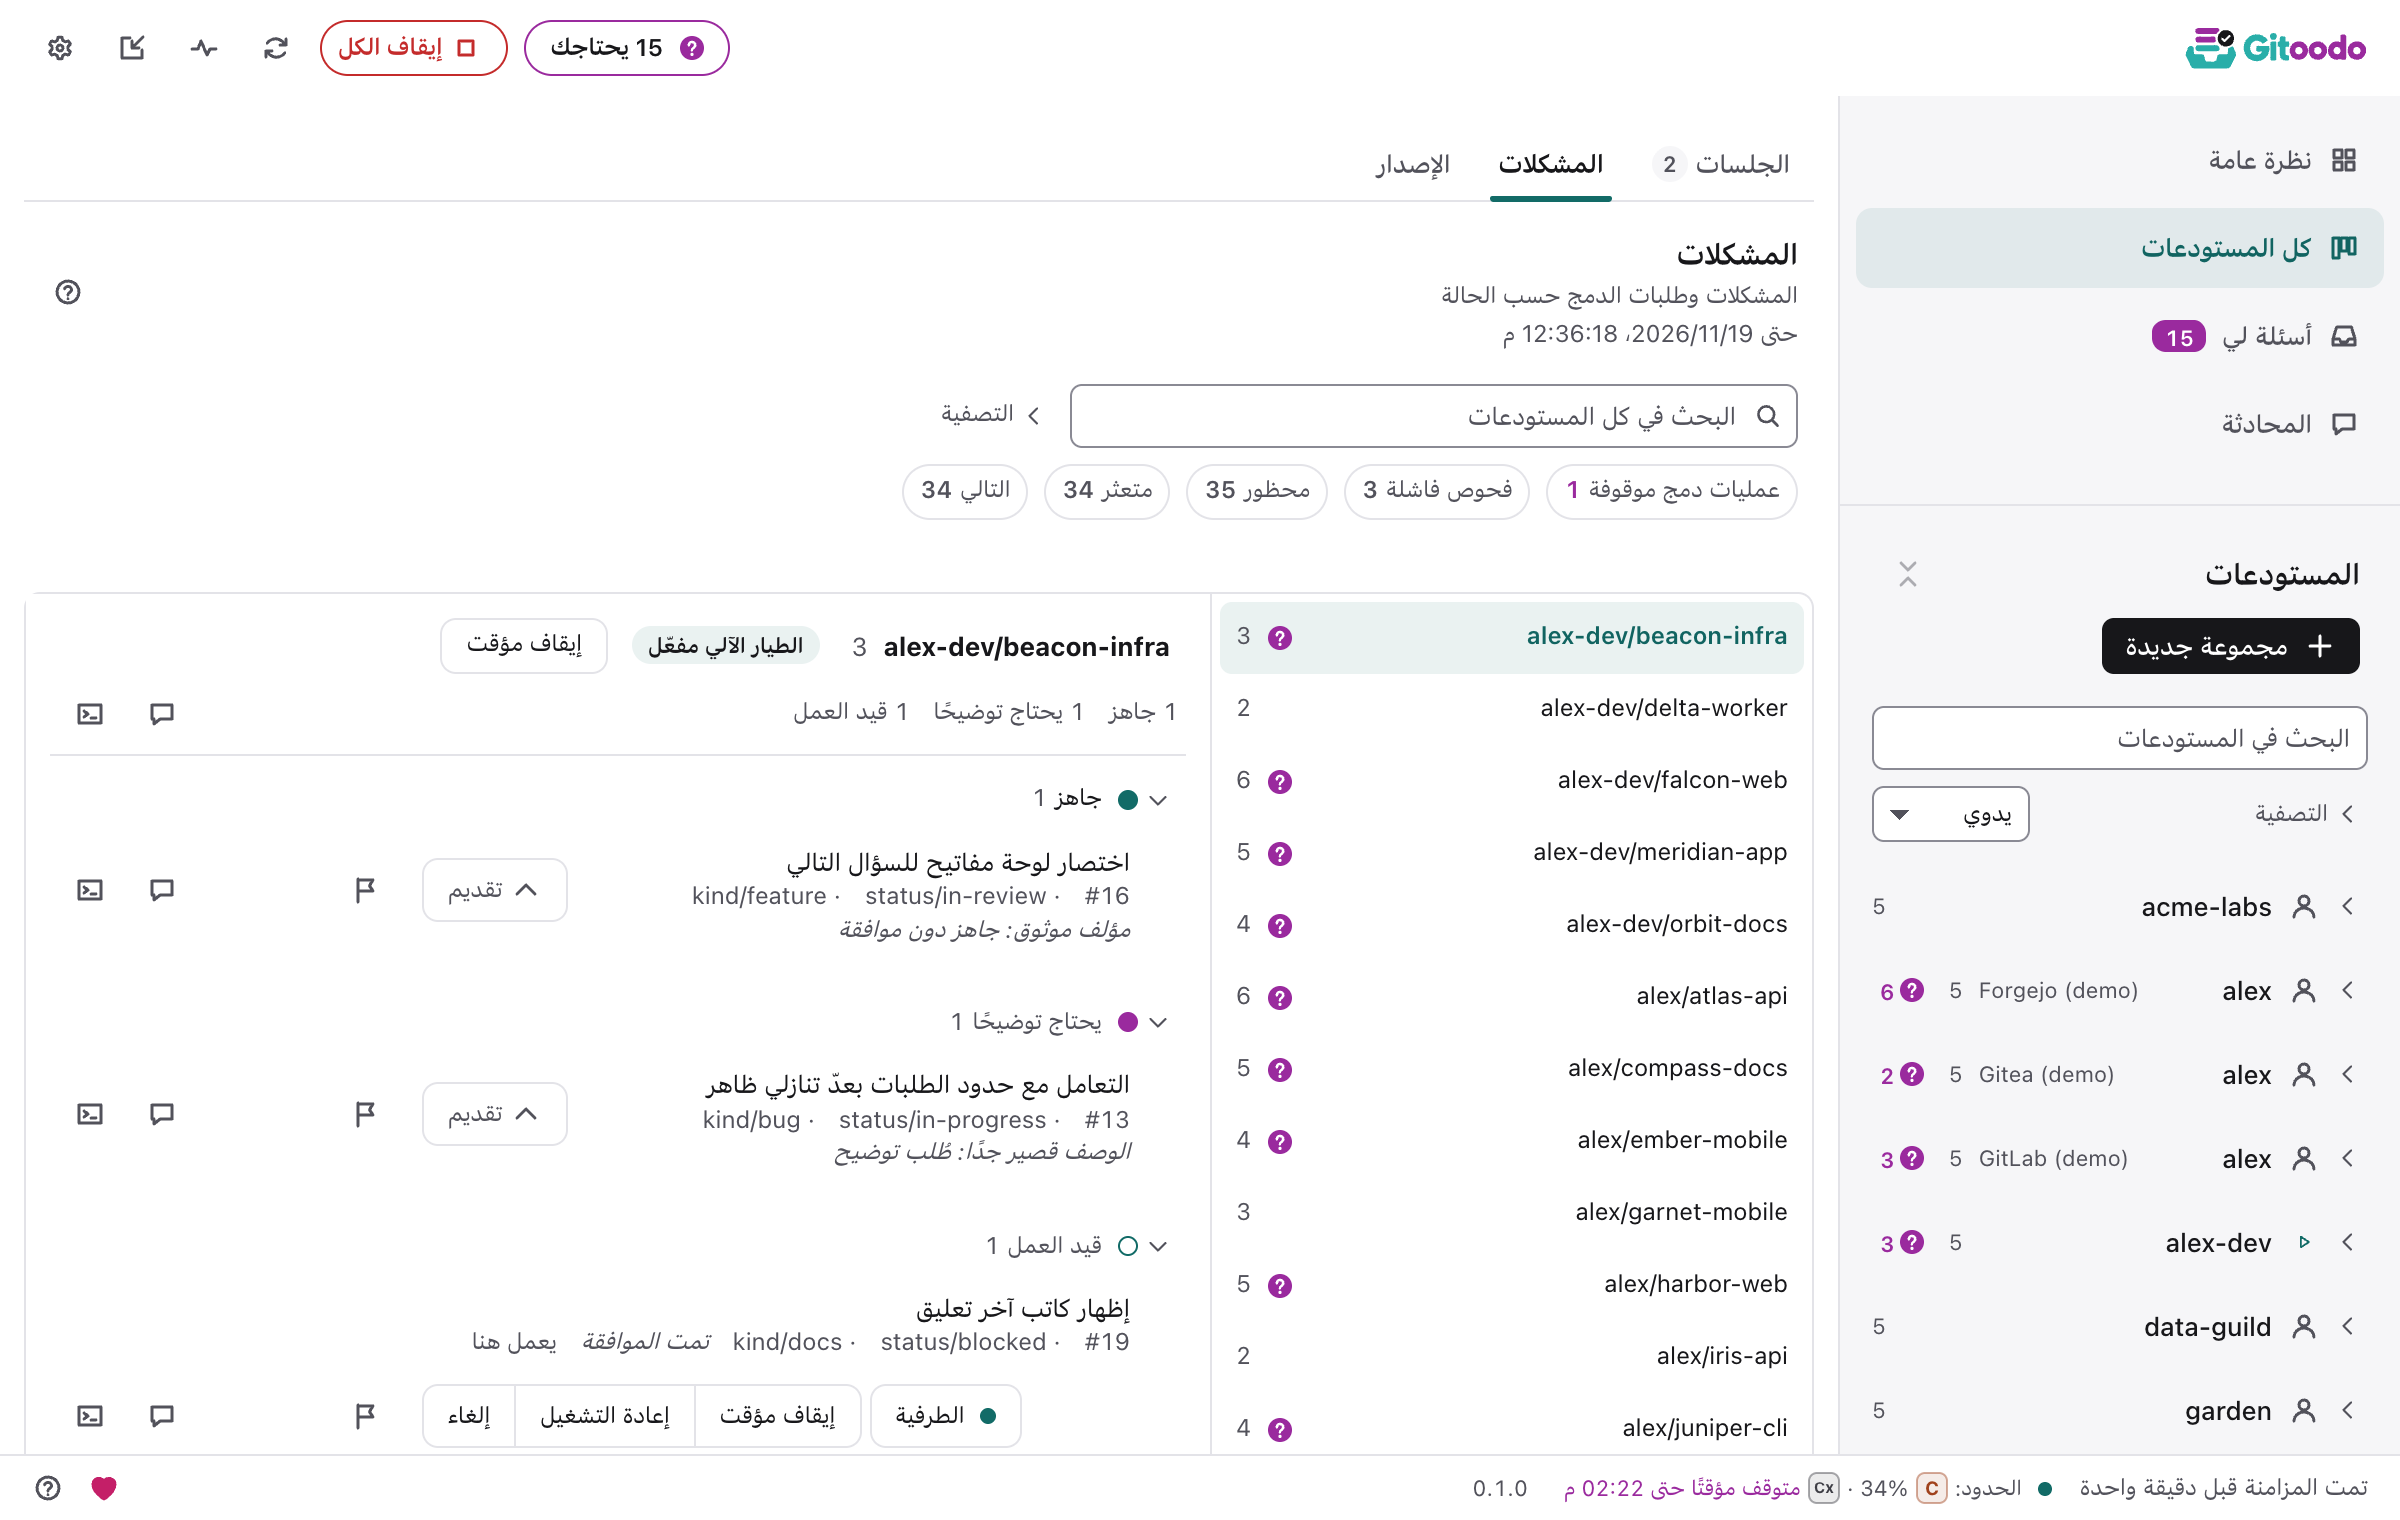 Gitoodo
15 يحتاجك
إيقاف الكل
نظرة عامة
كل المستودعات
أسئلة لي 15
المحادثة
المستودعات
مجموعة جديدة
البحث في المستودعات
التصفية
يدوي
acme-labs 5
alex Forgejo (demo) 5 6
alex Gitea (demo) 5 2
alex GitLab (demo) 5 3
alex-dev 5 3
data-guild 5
garden 5
الجلسات 2
المشكلات
الإصدار
المشكلات
المشكلات وطلبات الدمج حسب الحالة
حتى 2026/11/19، 12:36:18 م
البحث في كل المستودعات
التصفية
عمليات دمج موقوفة 1
فحوص فاشلة 3
محظور 35
متعثر 34
التالي 34
alex-dev/beacon-infra 3
alex-dev/delta-worker 2
alex-dev/falcon-web 6
alex-dev/meridian-app 5
alex-dev/orbit-docs 4
alex/atlas-api 6
alex/compass-docs 5
alex/ember-mobile 4
alex/garnet-mobile 3
alex/harbor-web 5
alex/iris-api 2
alex/juniper-cli 4
alex-dev/beacon-infra 3 الطيار الآلي مفعّل إيقاف مؤقت
1 جاهز 1 يحتاج توضيحًا 1 قيد العمل
جاهز 1
اختصار لوحة مفاتيح للسؤال التالي
#16 · status/in-review · kind/feature
مؤلف موثوق: جاهز دون موافقة
تقديم
يحتاج توضيحًا 1
التعامل مع حدود الطلبات بعدّ تنازلي ظاهر
#13 · status/in-progress · kind/bug
الوصف قصير جدًا: طُلب توضيح
تقديم
قيد العمل 1
إظهار كاتب آخر تعليق
#19 · status/blocked · kind/docs تمت الموافقة يعمل هنا
الطرفية إيقاف مؤقت إعادة التشغيل إلغاء
تمت المزامنة قبل دقيقة واحدة الحدود: C 34% · Cx متوقف مؤقتًا حتى 02:22 م 0.1.0